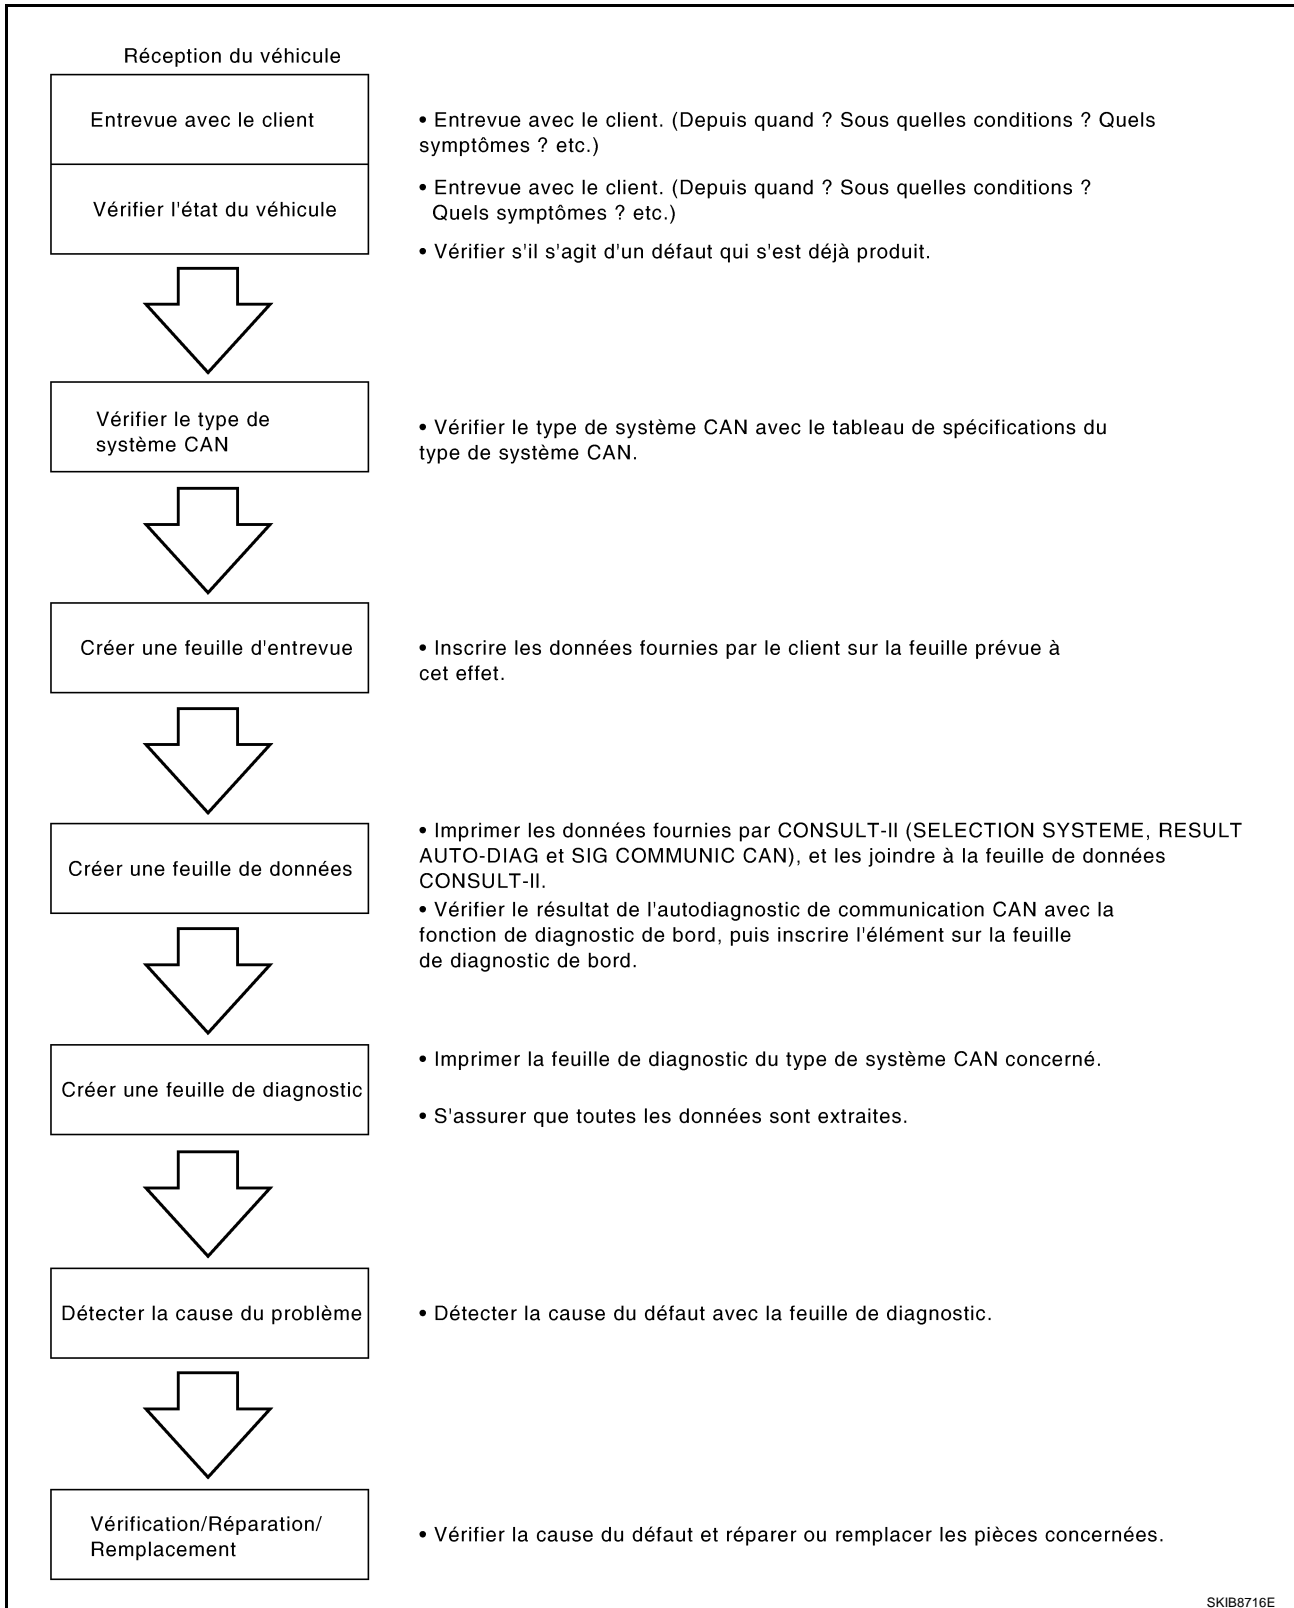 Réception du véhicule
Entrevue avec le client
• Entrevue avec le client. (Depuis quand ? Sous quelles conditions ? Quels
symptômes ? etc.)
Vérifier l'état du véhicule
• Entrevue avec le client. (Depuis quand ? Sous quelles conditions ?
Quels symptômes ? etc.)
• Vérifier s'il s'agit d'un défaut qui s'est déjà produit.
Vérifier le type de
système CAN
• Vérifier le type de système CAN avec le tableau de spécifications du
type de système CAN.
Créer une feuille d'entrevue
• Inscrire les données fournies par le client sur la feuille prévue à
cet effet.
Créer une feuille de données
• Imprimer les données fournies par CONSULT-II (SELECTION SYSTEME, RESULT
AUTO-DIAG et SIG COMMUNIC CAN), et les joindre à la feuille de données
CONSULT-II.
• Vérifier le résultat de l'autodiagnostic de communication CAN avec la
fonction de diagnostic de bord, puis inscrire l'élément sur la feuille
de diagnostic de bord.
Créer une feuille de diagnostic
• Imprimer la feuille de diagnostic du type de système CAN concerné.
• S'assurer que toutes les données sont extraites.
Détecter la cause du problème
• Détecter la cause du défaut avec la feuille de diagnostic.
Vérification/Réparation/
Remplacement
• Vérifier la cause du défaut et réparer ou remplacer les pièces concernées.
SKIB8716E